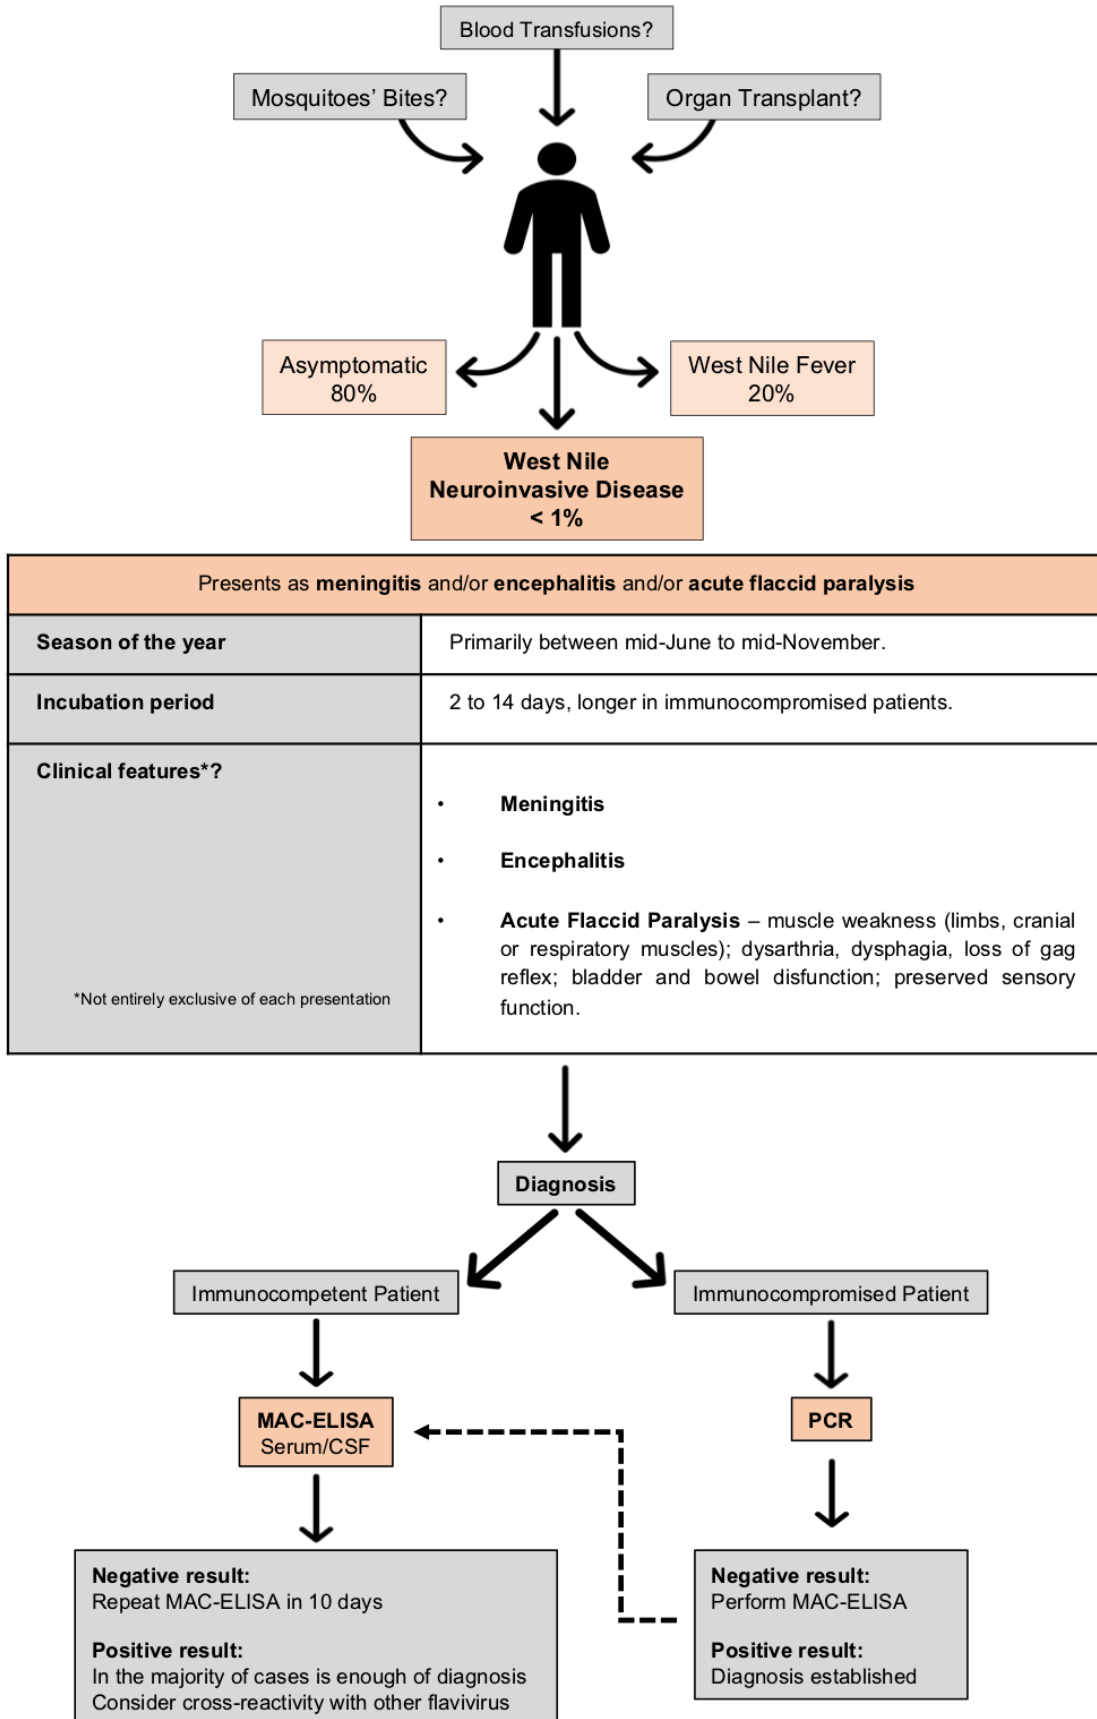 Blood Transfusions?
Mosquitoes' Bites?
Organ Transplant?
Asymptomatic
80%
West Nile Fever
20%
West Nile
Neuroinvasive Disease
< 1%
Presents as meningitis and/or encephalitis and/or acute flaccid paralysis
Season of the year
Primarily between mid-June to mid-November.
Incubation period
2 to 14 days, longer in immunocompromised patients.
Clinical features*?
• Meningitis
• Encephalitis
• Acute Flaccid Paralysis – muscle weakness (limbs, cranial
or respiratory muscles); dysarthria, dysphagia, loss of gag
reflex; bladder and bowel disfunction; preserved sensory
function.
*Not entirely exclusive of each presentation
Diagnosis
Immunocompetent Patient
Immunocompromised Patient
MAC-ELISA
Serum/CSF
PCR
Negative result:
Repeat MAC-ELISA in 10 days
Positive result:
In the majority of cases is enough of diagnosis
Consider cross-reactivity with other flavivirus
Negative result:
Perform MAC-ELISA
Positive result:
Diagnosis established